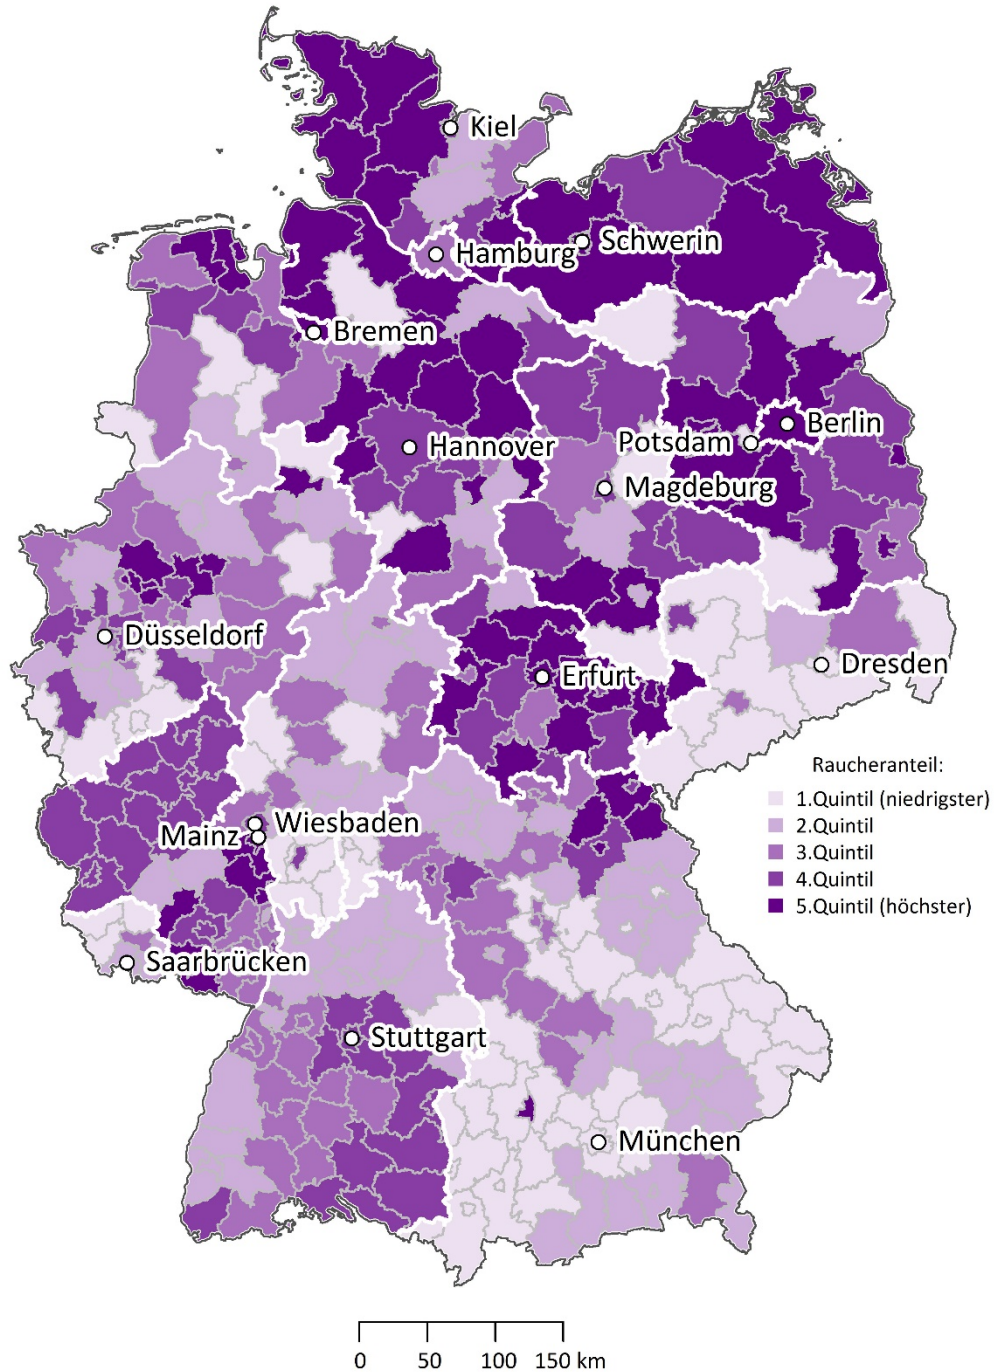 Kiel
Schwerin
Hamburg
Bremen
Berlin
Hannover
Potsdam
Magdeburg
Düsseldorf
Dresden
Erfurt
Raucheranteil:
1.Quintil (niedrigster)
2.Quintil
3.Quintil
4.Quintil
5.Quintil (höchster)
Wiesbaden
Mainz
Saarbrücken
Stuttgart
München
0 50 100 150 km